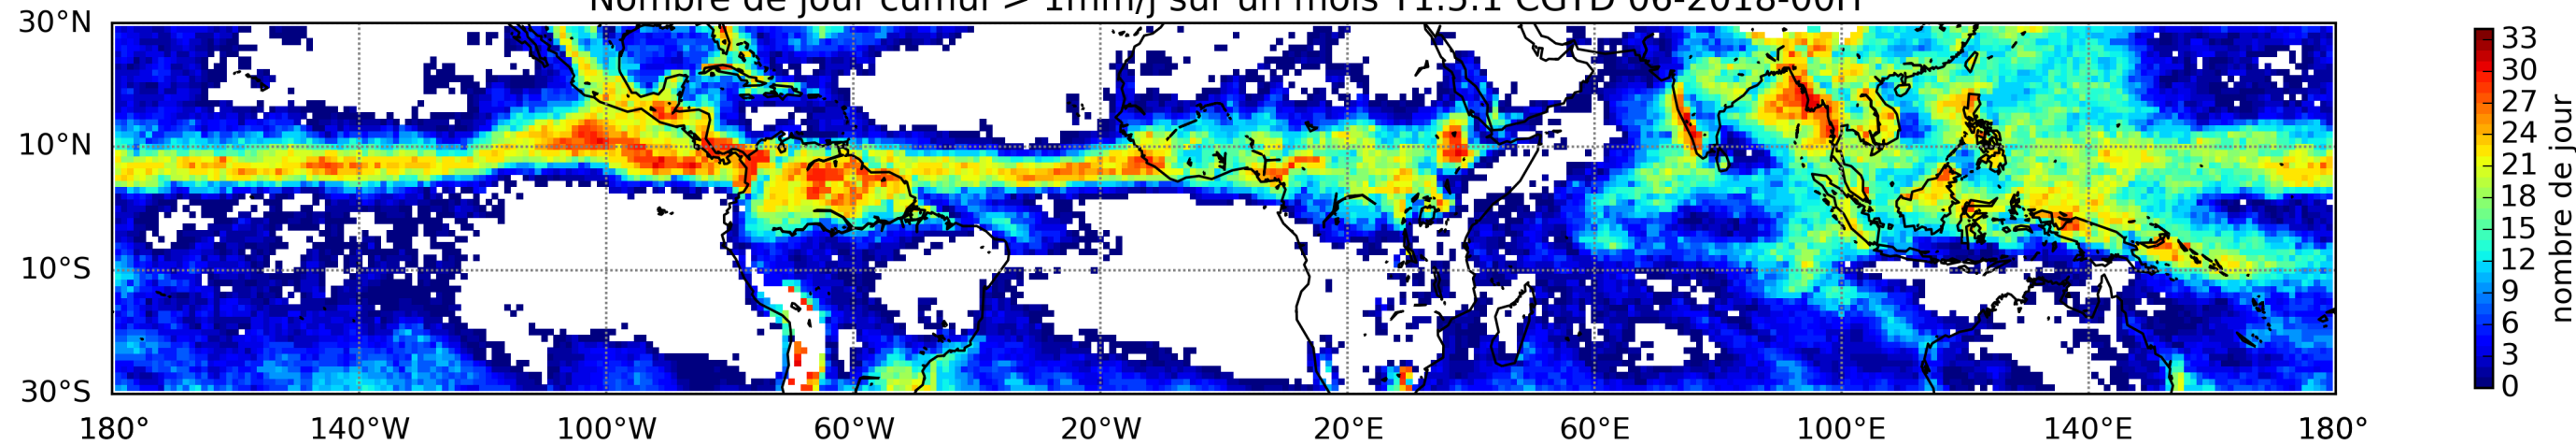 Nombre de jour cumul > 1mm/j sur un mois T1.5.1 CGTD 06-2018-00H
30°N
10°N
10°S
30°S
180°
140°W
100°W
60°W
20°W
20°E
60°E
100°E
140°E
180°
33
30
27
24
21
18
15
12
9
6
3
0
nombre de jour